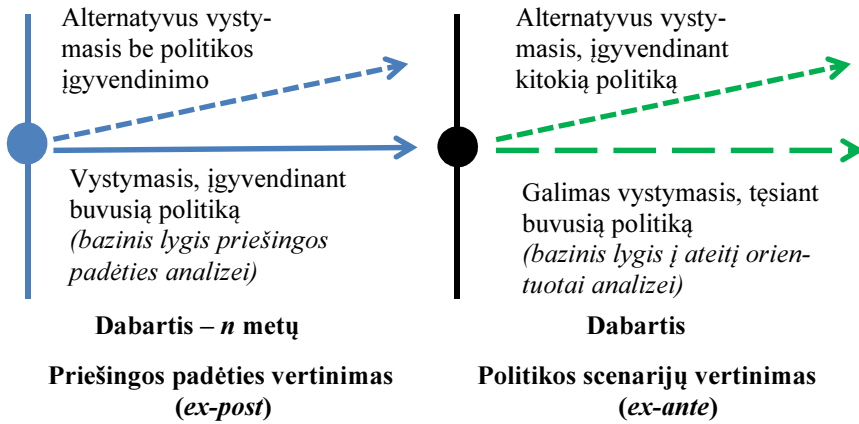 Alternatyvus vysty-
masis be politikos
įgyvendinimo
Vystymasis, įgyvendinant
buvusią politiką
(bazinis lygis priešingos
padėties analizei)
Dabartis – n metų
Priešingos padėties vertinimas
(ex-post)
Alternatyvus vysty-
masis, įgyvendinant
kitokią politiką
Galimas vystymasis, tęsiant
buvusią politiką
(bazinis lygis į ateitį orien-
tuotai analizei)
Dabartis
Politikos scenarijų vertinimas
(ex-ante)